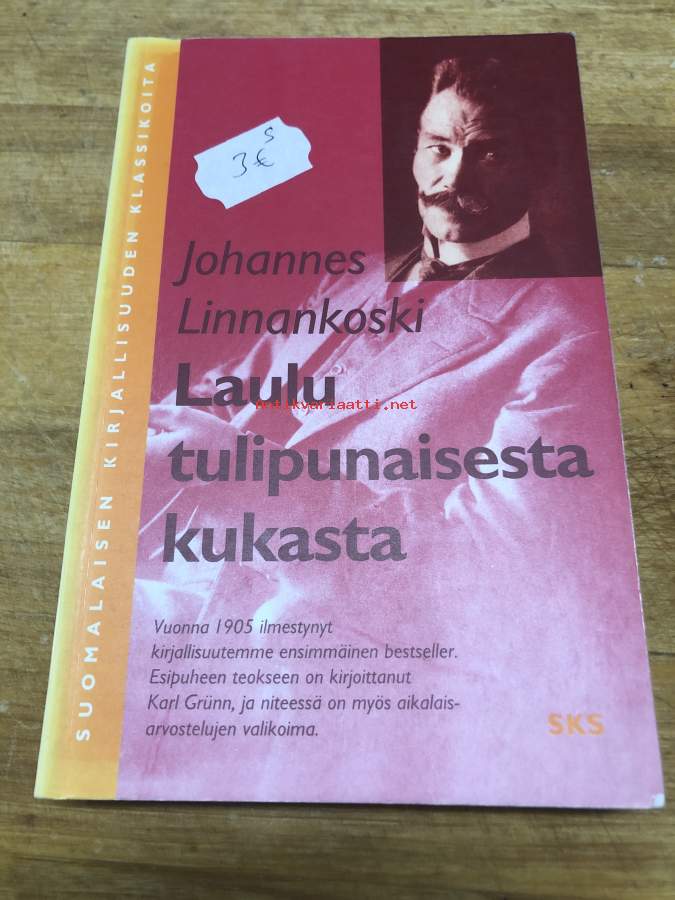 SUOMALAISEN KIRJALLISUUDEN KLASSIKOITA
s
3€
Johannes
Linnankoski
Laulu
Antikvariaatti.net
tulipunaisesta
kukasta
Vuonna 1905 ilmestynyt
kirjallisuutemme ensimmäinen bestseller.
Esipuheen teokseen on kirjoittanut
Karl Grünn, ja niteessä on myös aikalais-
arvostelujen valikoima.
SKS